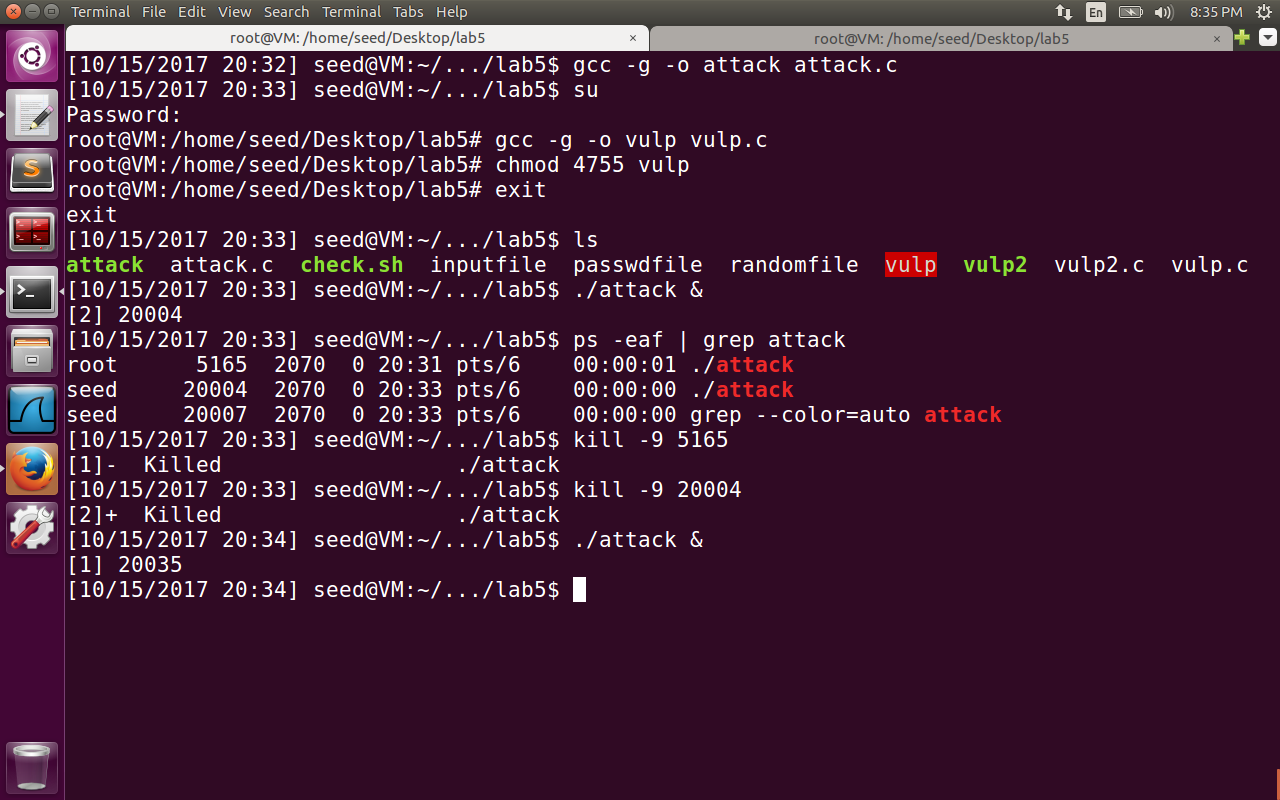 Terminal File Edit View Search Terminal Tabs Help En 8:35 PM
root@VM: /home/seed/Desktop/lab5 × root@VM: /home/seed/Desktop/lab5 ×
[10/15/2017 20:32] seed@VM:~/.../lab5$ gcc -g -o attack attack.c
[10/15/2017 20:33] seed@VM:~/.../lab5$ su
Password:
root@VM:/home/seed/Desktop/lab5# gcc -g -o vulp vulp.c
root@VM:/home/seed/Desktop/lab5# chmod 4755 vulp
root@VM:/home/seed/Desktop/lab5# exit
exit
[10/15/2017 20:33] seed@VM:~/.../lab5$ ls
attack  attack.c  check.sh  inputfile  passwdfile  randomfile  vulp  vulp2  vulp2.c  vulp.c
[10/15/2017 20:33] seed@VM:~/.../lab5$ ./attack &
[2] 20004
[10/15/2017 20:33] seed@VM:~/.../lab5$ ps -eaf | grep attack
root      5165  2070  0 20:31 pts/6    00:00:01 ./attack
seed     20004  2070  0 20:33 pts/6    00:00:00 ./attack
seed     20007  2070  0 20:33 pts/6    00:00:00 grep --color=auto attack
[10/15/2017 20:33] seed@VM:~/.../lab5$ kill -9 5165
[1]-  Killed                  ./attack
[10/15/2017 20:33] seed@VM:~/.../lab5$ kill -9 20004
[2]+  Killed                  ./attack
[10/15/2017 20:34] seed@VM:~/.../lab5$ ./attack &
[1] 20035
[10/15/2017 20:34] seed@VM:~/.../lab5$